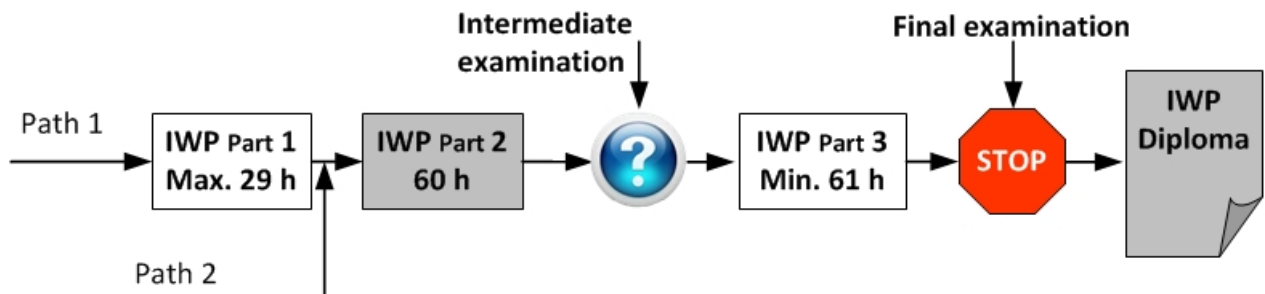 Intermediate
examination
Final examination
Path 1
IWP Part 1
Max. 29 h
IWP Part 2
60 h
?
IWP Part 3
Min. 61 h
STOP
IWP
Diploma
Path 2